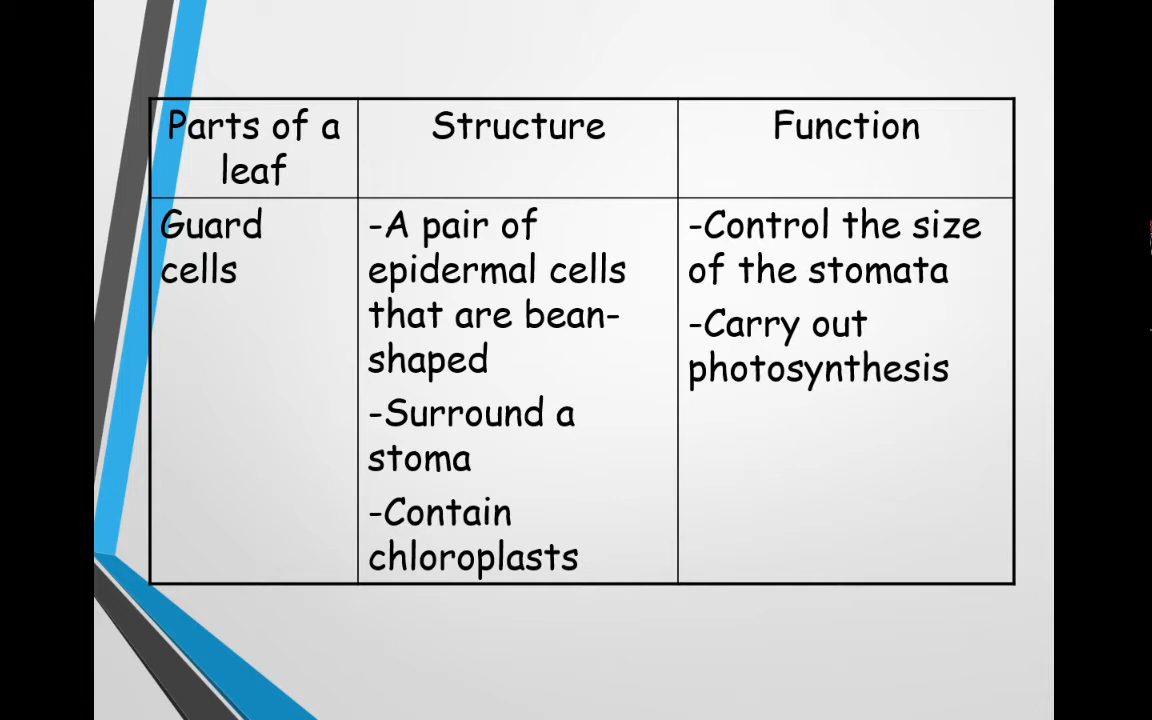 Parts of a
leaf
Structure
Function
Guard
cells
-A pair of
epidermal cells
that are bean-
shaped
-Surround a
stoma
-Contain
chloroplasts
-Control the size
of the stomata
-Carry out
photosynthesis